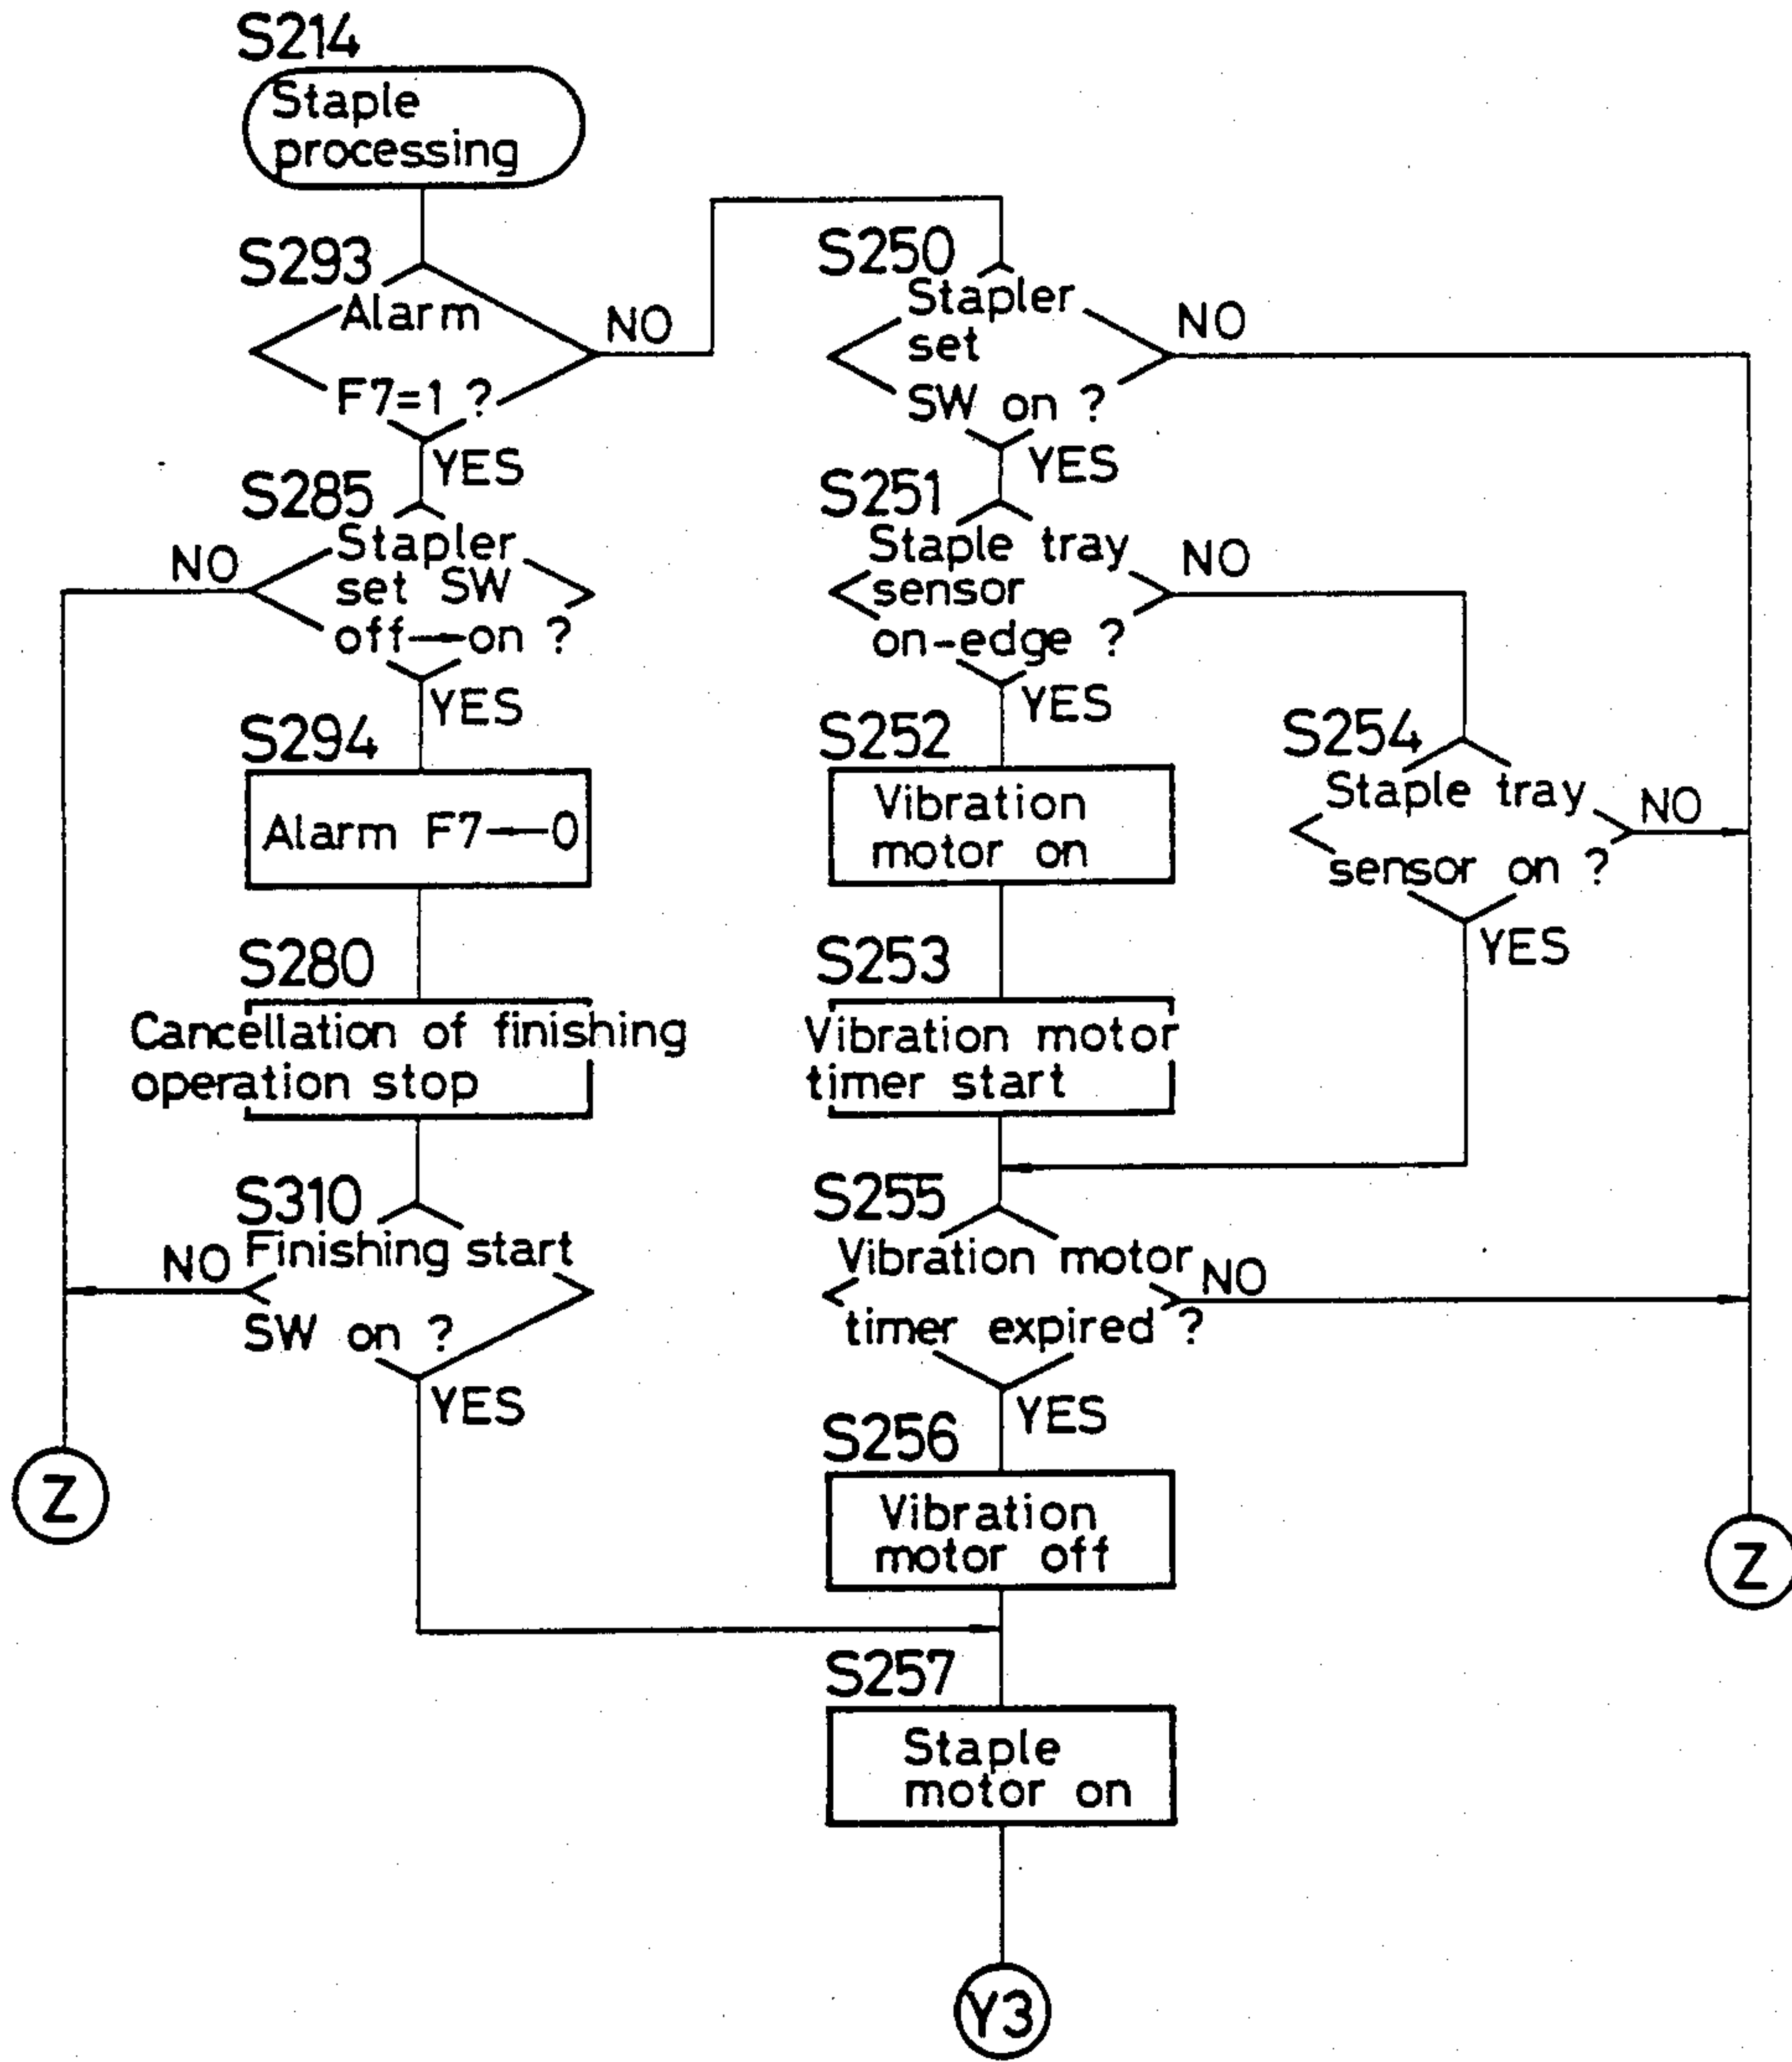 S214
Staple
processing
S293
Alarm
F7=1 ?
NO
YES
S285
Stapler
set SW
off→on ?
NO
YES
S294
Alarm F7←0
S280
Cancellation of finishing
operation stop
S310
Finishing start
SW on ?
NO
YES
Z
S250
Stapler
set
SW on ?
NO
YES
S251
Staple tray
sensor
on-edge ?
NO
YES
S252
Vibration
motor on
S253
Vibration motor
timer start
S254
Staple tray
sensor on ?
NO
YES
S255
Vibration motor
timer expired ?
NO
YES
S256
Vibration
motor off
Z
S257
Staple
motor on
Y3